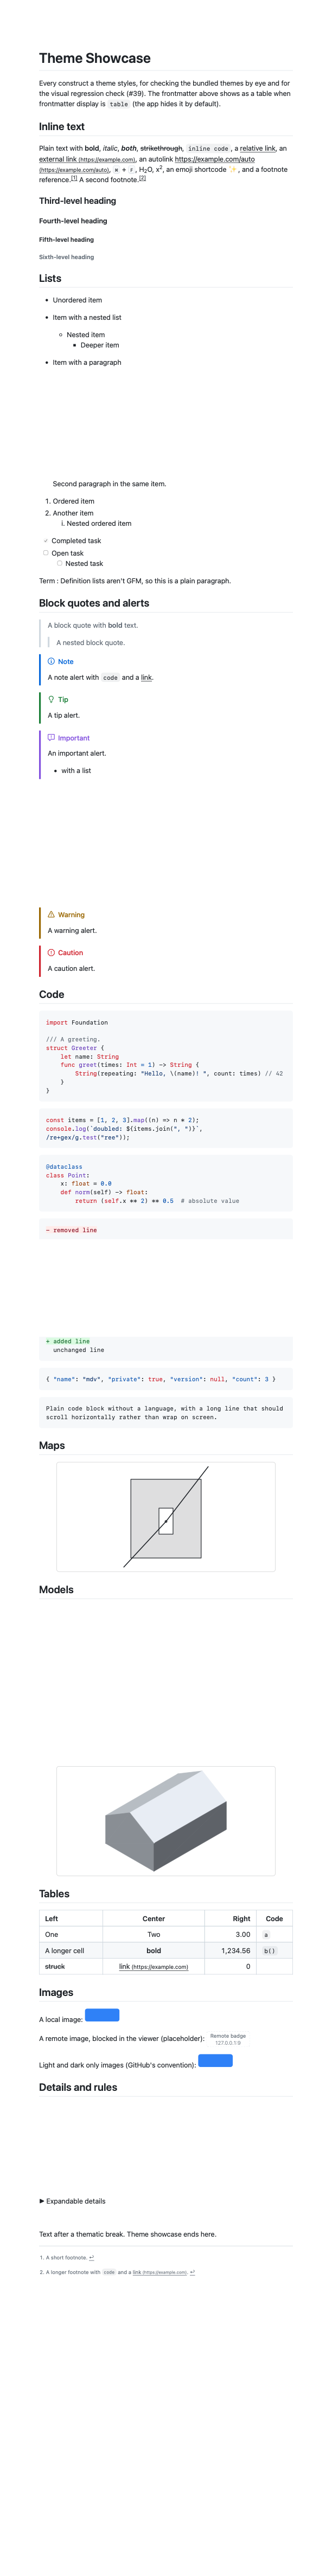 Theme Showcase
Every construct a theme styles, for checking the bundled themes by eye and for
the visual regression check (#39). The frontmatter above shows as a table when
frontmatter display is table (the app hides it by default).
Inline text
Plain text with bold, italic, both, strikethrough, inline code , a relative link, an
external link (https://example.com), an autolink https://example.com/auto
(https://example.com/auto), ⌘ + r , H₂O, x², an emoji shortcode ✨, and a footnote
reference.[1] A second footnote.[2]
Third-level heading
Fourth-level heading
Fifth-level heading
Sixth-level heading
Lists
• Unordered item
• Item with a nested list
◦ Nested item
▪ Deeper item
• Item with a paragraph
Second paragraph in the same item.
1. Ordered item
2. Another item
i. Nested ordered item
Completed task
Open task
Nested task
Term : Definition lists aren't GFM, so this is a plain paragraph.
Block quotes and alerts
A block quote with bold text.
A nested block quote.
Note
A note alert with code and a link.
Tip
A tip alert.
Important
An important alert.
• with a list
Warning
A warning alert.
Caution
A caution alert.
Code
import Foundation
/// A greeting.
struct Greeter {
    let name: String
    func greet(times: Int = 1) -> String {
        String(repeating: "Hello, \(name)! ", count: times) // 42
    }
}
const items = [1, 2, 3].map((n) => n * 2);
console.log(`doubled: ${items.join(", ")}`,
/re+gex/g.test("ree"));
@dataclass
class Point:
    x: float = 0.0
    def norm(self) -> float:
        return (self.x ** 2) ** 0.5  # absolute value
- removed line
+ added line
  unchanged line
{ "name": "mdv", "private": true, "version": null, "count": 3 }
Plain code block without a language, with a long line that should
scroll horizontally rather than wrap on screen.
Maps
Models
Tables
Left Center Right Code
One Two 3.00 a
A longer cell bold 1,234.56 b()
struck link (https://example.com) 0
Images
A local image:
A remote image, blocked in the viewer (placeholder): Remote badge
127.0.0.1:9
Light and dark only images (GitHub's convention):
Details and rules
▶ Expandable details
Text after a thematic break. Theme showcase ends here.
1. A short footnote. ↩
2. A longer footnote with code and a link (https://example.com). ↩